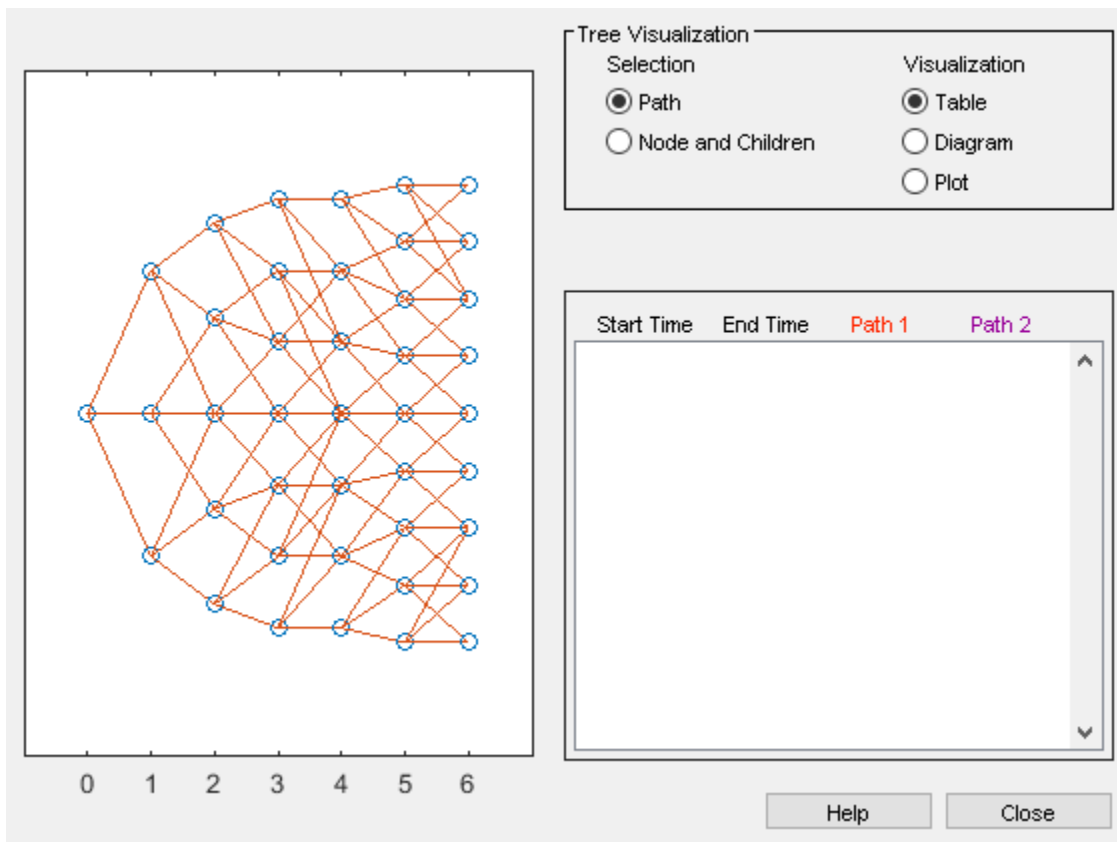 Tree Visualization
Selection
Visualization
Path
Table
Node and Children
Diagram
Plot
Start Time End Time Path 1 Path 2
0 1 2 3 4 5 6
Help
Close